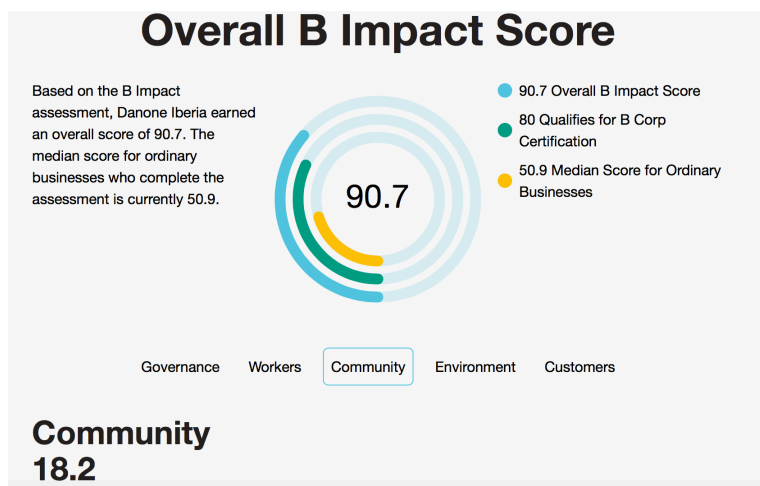 Overall B Impact Score
Based on the B Impact
assessment, Danone Iberia earned
an overall score of 90.7. The
median score for ordinary
businesses who complete the
assessment is currently 50.9.
90.7
90.7 Overall B Impact Score
80 Qualifies for B Corp
Certification
50.9 Median Score for Ordinary
Businesses
Governance Workers Community Environment Customers
Community
18.2